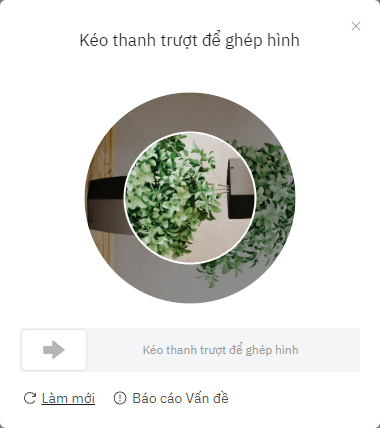 Kéo thanh trượt để ghép hình
Kéo thanh trượt để ghép hình
Làm mới
Báo cáo Vấn đề